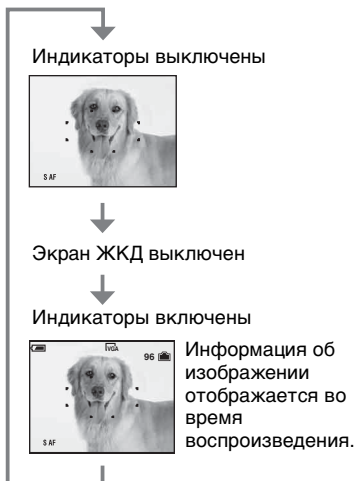 Индикаторы выключены
S AF
Экран ЖКД выключен
Индикаторы включены
VGA
96
S AF
Информация об
изображении
отображается во
время
воспроизведения.